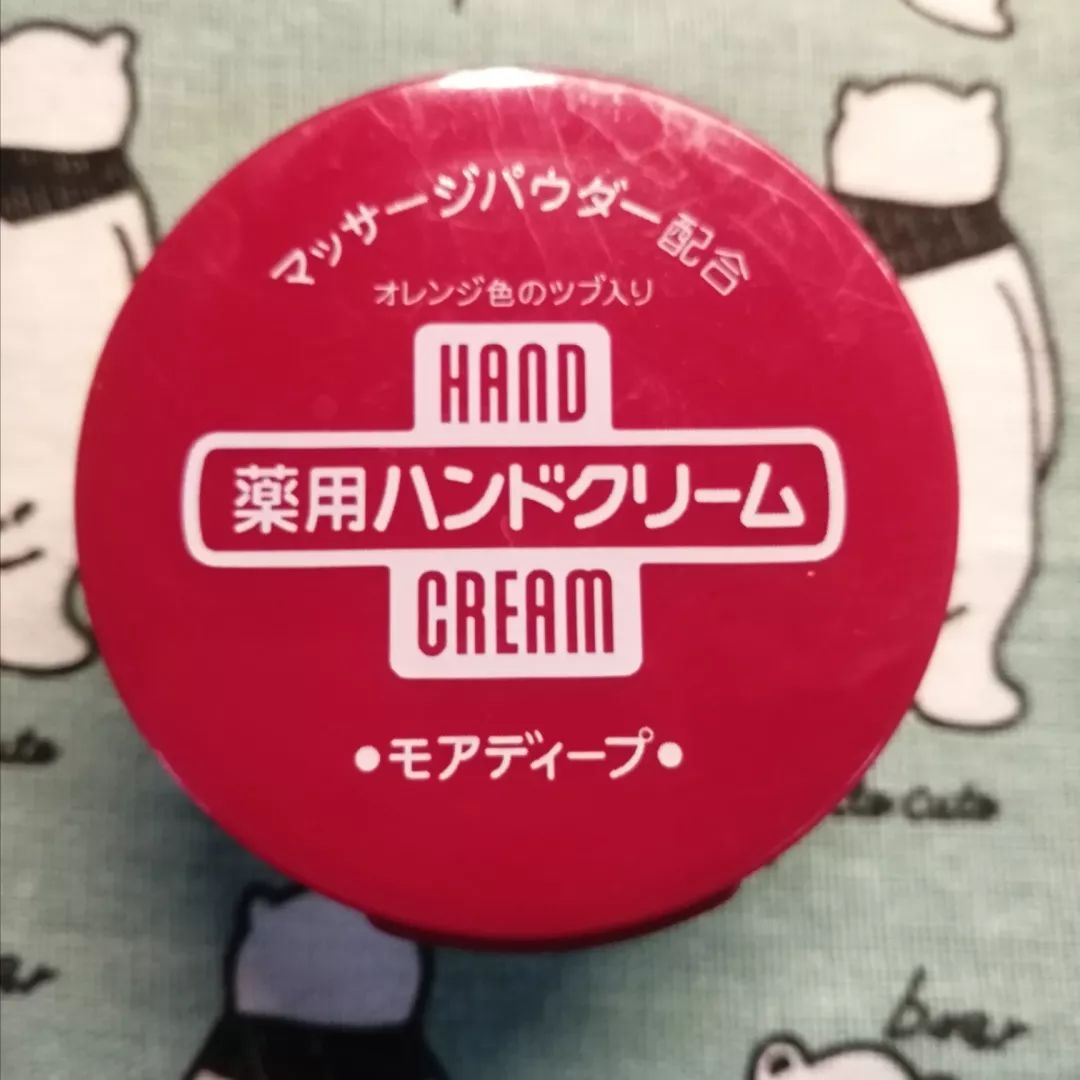 マッサージパウダー配合
オレンジ色のツブ入り
HAND
薬用ハンドクリーム
CREAM
●モアディープ●
cute
bear